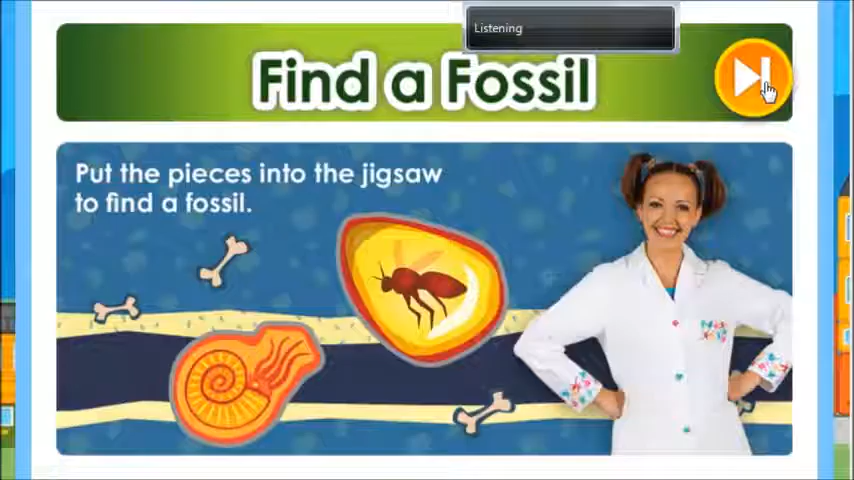 Listening
Find a Fossil
Put the pieces into the jigsaw
to find a fossil.